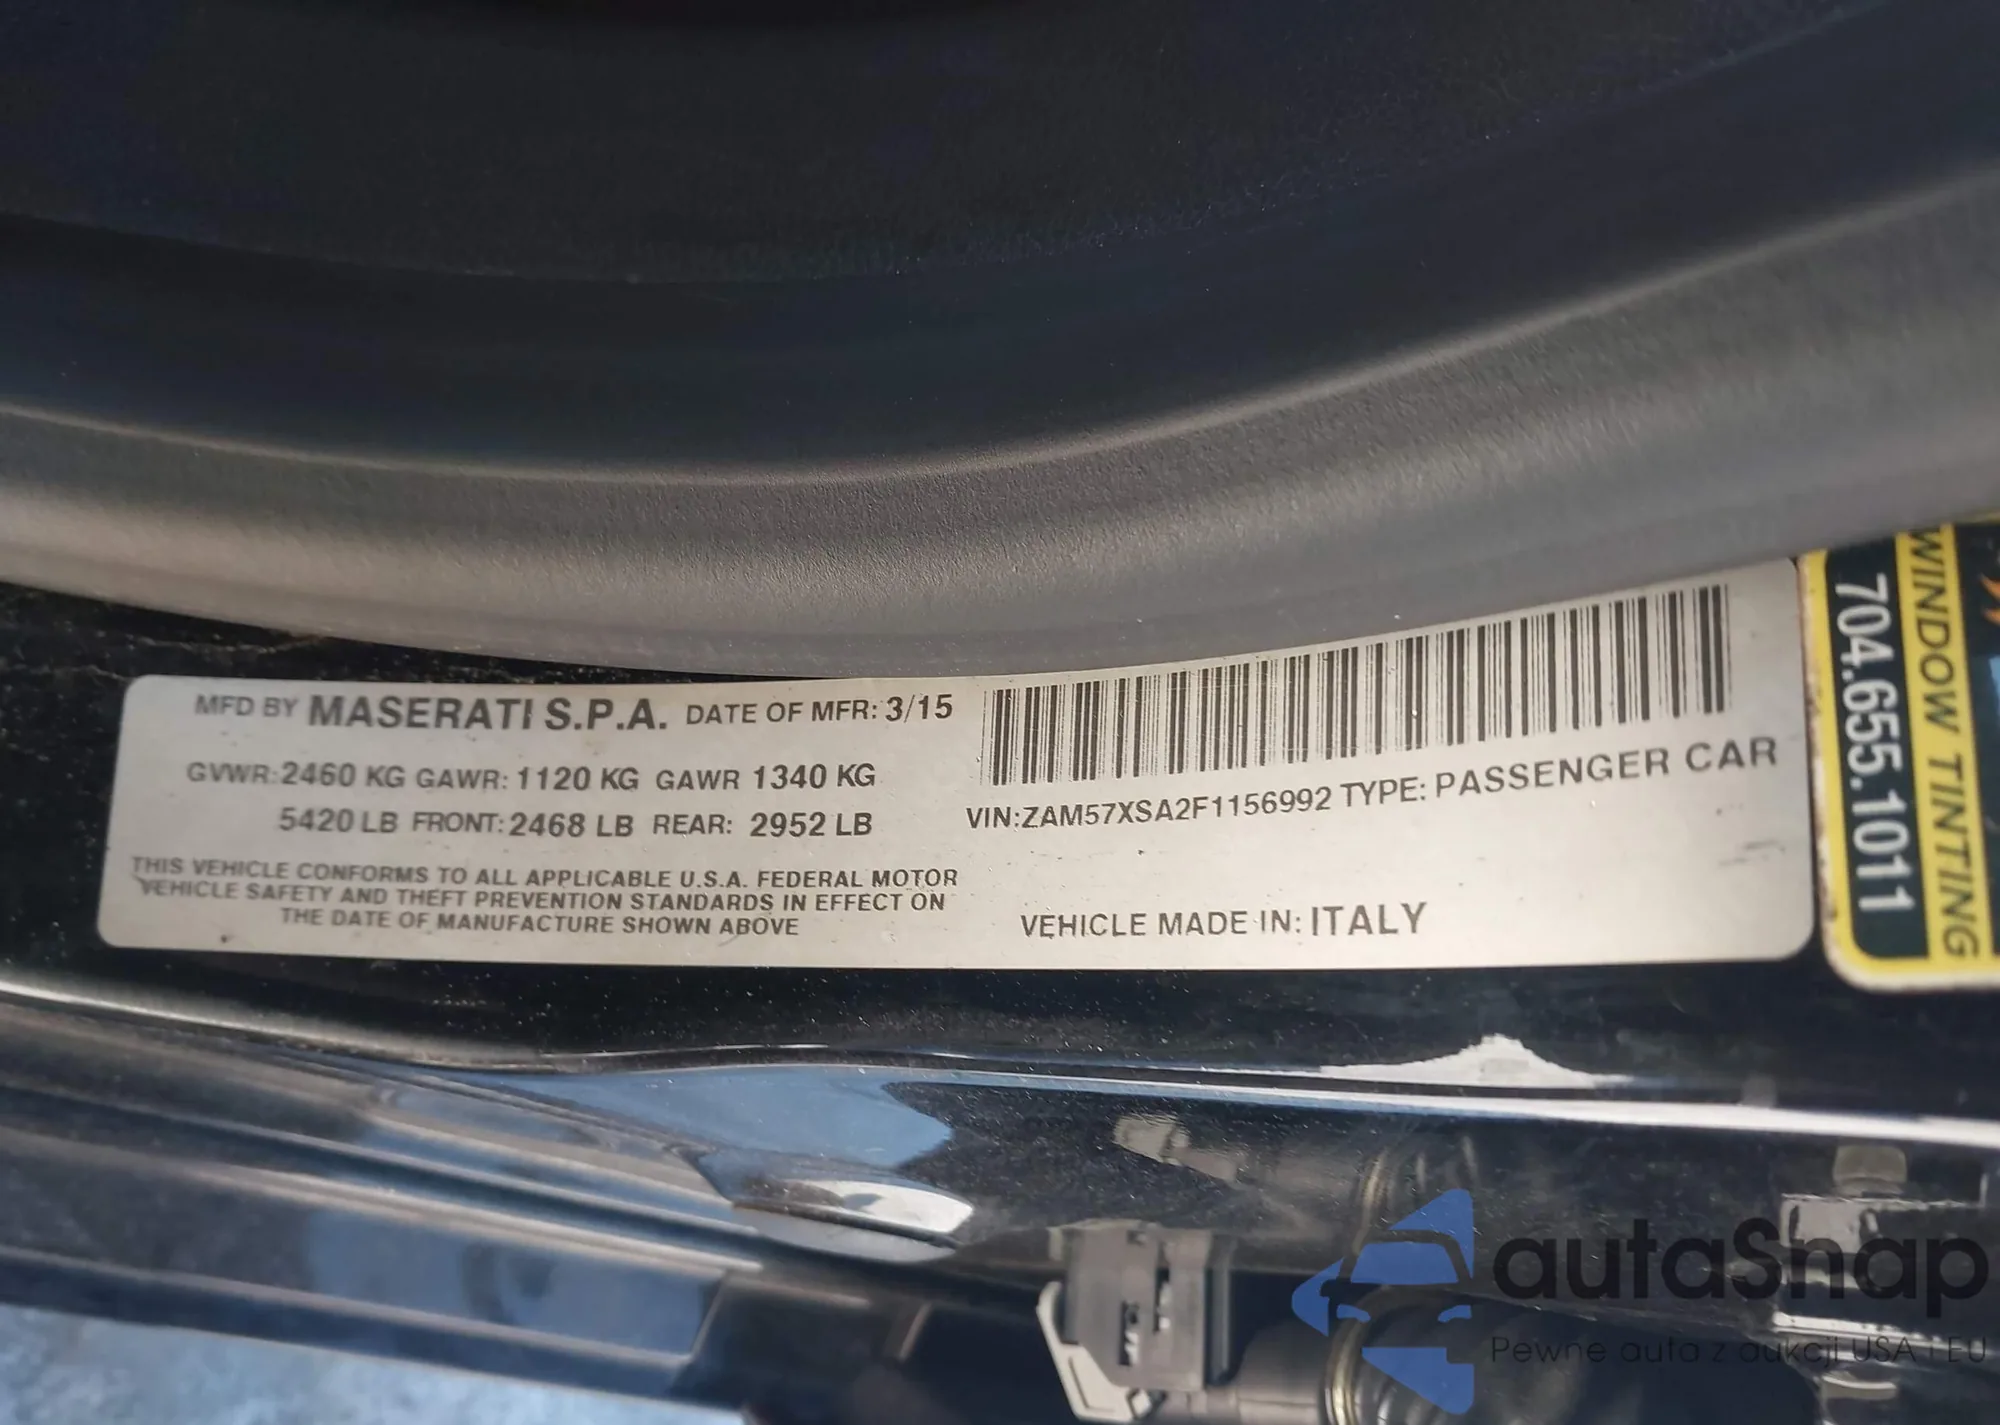 MFD BY MASERATI S.P.A. DATE OF MFR: 3/15
GVWR: 2460 KG GAWR: 1120 KG GAWR 1340 KG
5420 LB FRONT: 2468 LB REAR: 2952 LB
THIS VEHICLE CONFORMS TO ALL APPLICABLE U.S.A. FEDERAL MOTOR
VEHICLE SAFETY AND THEFT PREVENTION STANDARDS IN EFFECT ON
THE DATE OF MANUFACTURE SHOWN ABOVE
VIN:ZAM57XSA2F1156992 TYPE: PASSENGER CAR
VEHICLE MADE IN: ITALY
WINDOW TINTING
704.655.1011
autaSnap
Pewne auta z aukcji USA i EU